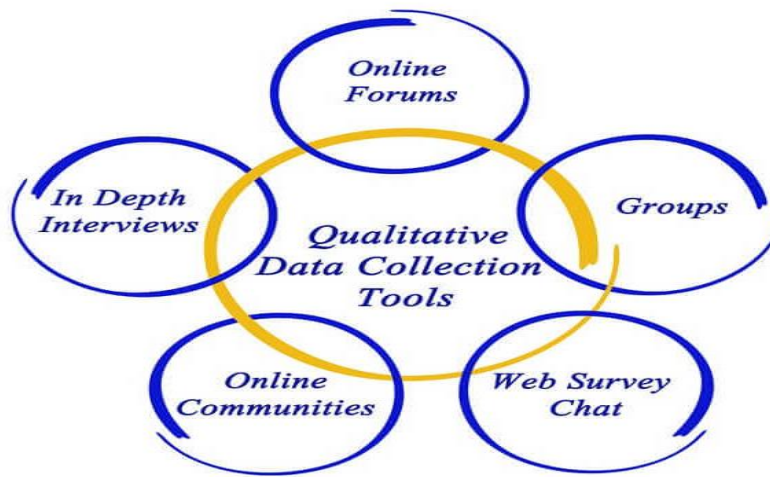 Online
Forums
In Depth
Interviews
Groups
Qualitative
Data Collection
Tools
Online
Communities
Web Survey
Chat